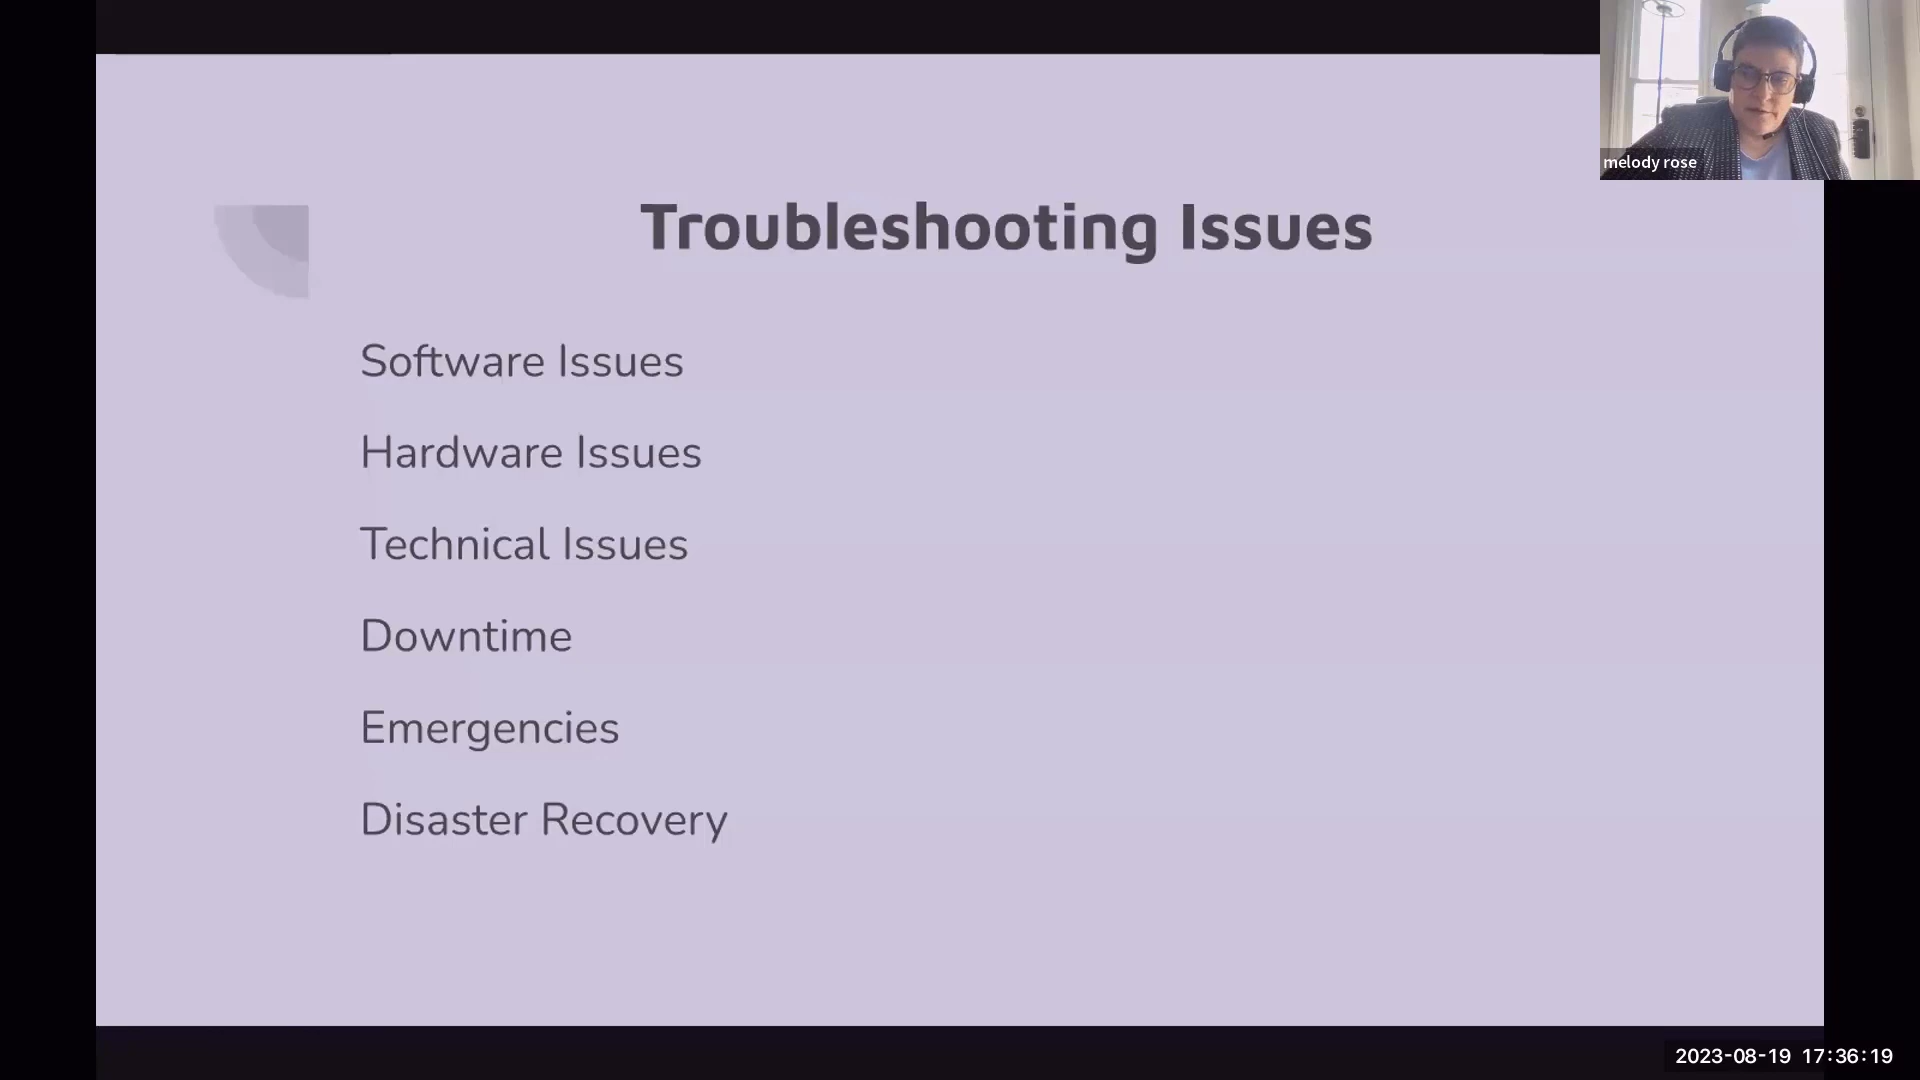 melody rose
Troubleshooting Issues
Software Issues
Hardware Issues
Technical Issues
Downtime
Emergencies
Disaster Recovery
2023-08-19 17:36:19